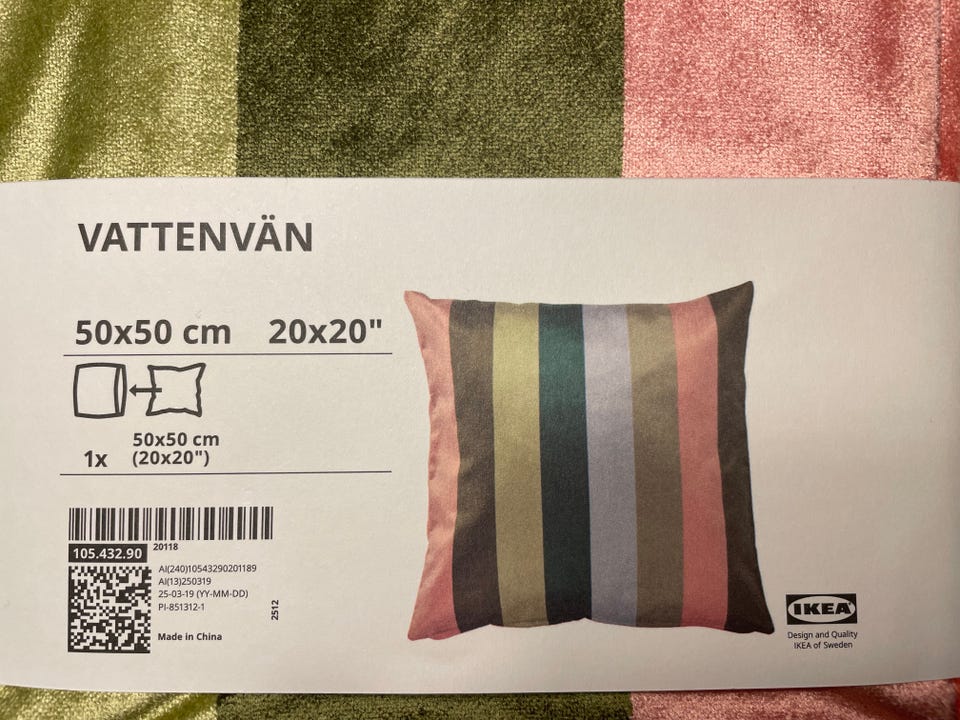 VATTENVÄN
50x50 cm 20x20"
1x
50x50 cm
(20x20")
105.432.90
20118
AI(240)10543290201189
AI(13)250319
25-03-19 (YY-MM-DD)
PI-851312-1
2512
Made in China
IKEA
Design and Quality
IKEA of Sweden